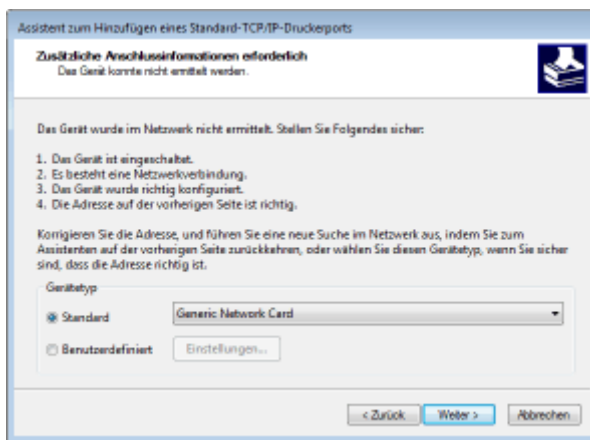 Assistent zum Hinzufügen eines Standard-TCP/IP-Druckerports
Zusätzliche Anschlussinformationen erforderlich
Das Gerät konnte nicht ermittelt werden.
Das Gerät wurde im Netzwerk nicht ermittelt. Stellen Sie Folgendes sicher:
1. Das Gerät ist eingeschaltet.
2. Es besteht eine Netzwerkverbindung.
3. Das Gerät wurde richtig konfiguriert.
4. Die Adresse auf der vorherigen Seite ist richtig.
Korrigieren Sie die Adresse, und führen Sie eine neue Suche im Netzwerk aus, indem Sie zum
Assistenten auf der vorherigen Seite zurückkehren, oder wählen Sie diesen Gerätetyp, wenn Sie sicher
sind, dass die Adresse richtig ist.
Gerätetyp
Standard
Generic Network Card
Benutzerdefiniert
Einstellungen...
< Zurück
Weiter >
Abbrechen